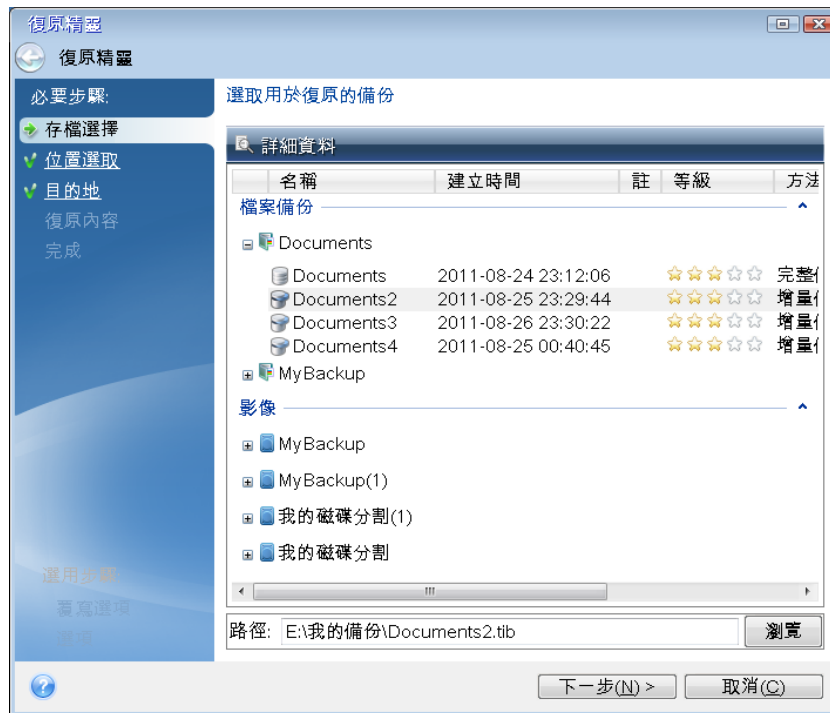 復原精靈
復原精靈
必要步驟:
存檔選擇
位置選取
目的地
復原內容
完成
選用步驟
覆寫選項
選項
選取用於復原的備份
詳細資料
名稱 建立時間 註 等級 方法
檔案備份
Documents
Documents 2011-08-24 23:12:06 完整
Documents2 2011-08-25 23:29:44 增量
Documents3 2011-08-26 23:30:22 增量
Documents4 2011-08-25 00:40:45 增量
MyBackup
影像
MyBackup
MyBackup(1)
我的磁碟分割(1)
我的磁碟分割
路徑: E:\我的備份\Documents2.tib 瀏覽
下一步(N) > 取消(C)